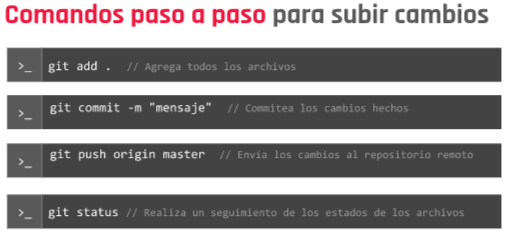 Comandos paso a paso para subir cambios
>_ git add . // Agrega todos los archivos
>_ git commit -m "mensaje" // Commitea los cambios hechos
>_ git push origin master // Envía los cambios al repositorio remoto
>_ git status // Realiza un seguimiento de los estados de los archivos